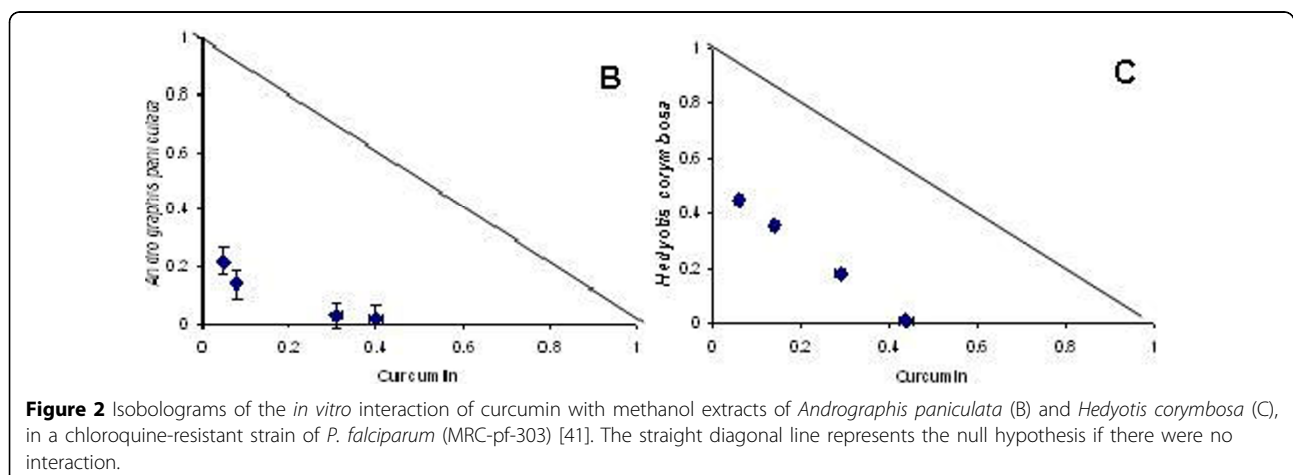 B
Andrographis paniculata
1
0.8
0.6
0.4
0.2
0
0 0.2 0.4 0.6 0.8 1
Curcumin
C
Hedyotis corymbosa
1
0.8
0.6
0.4
0.2
0
0 0.2 0.4 0.6 0.8 1
Curcumin
Figure 2 Isobolograms of the in vitro interaction of curcumin with methanol extracts of Andrographis paniculata (B) and Hedyotis corymbosa (C),
in a chloroquine-resistant strain of P. falciparum (MRC-pf-303) [41]. The straight diagonal line represents the null hypothesis if there were no
interaction.